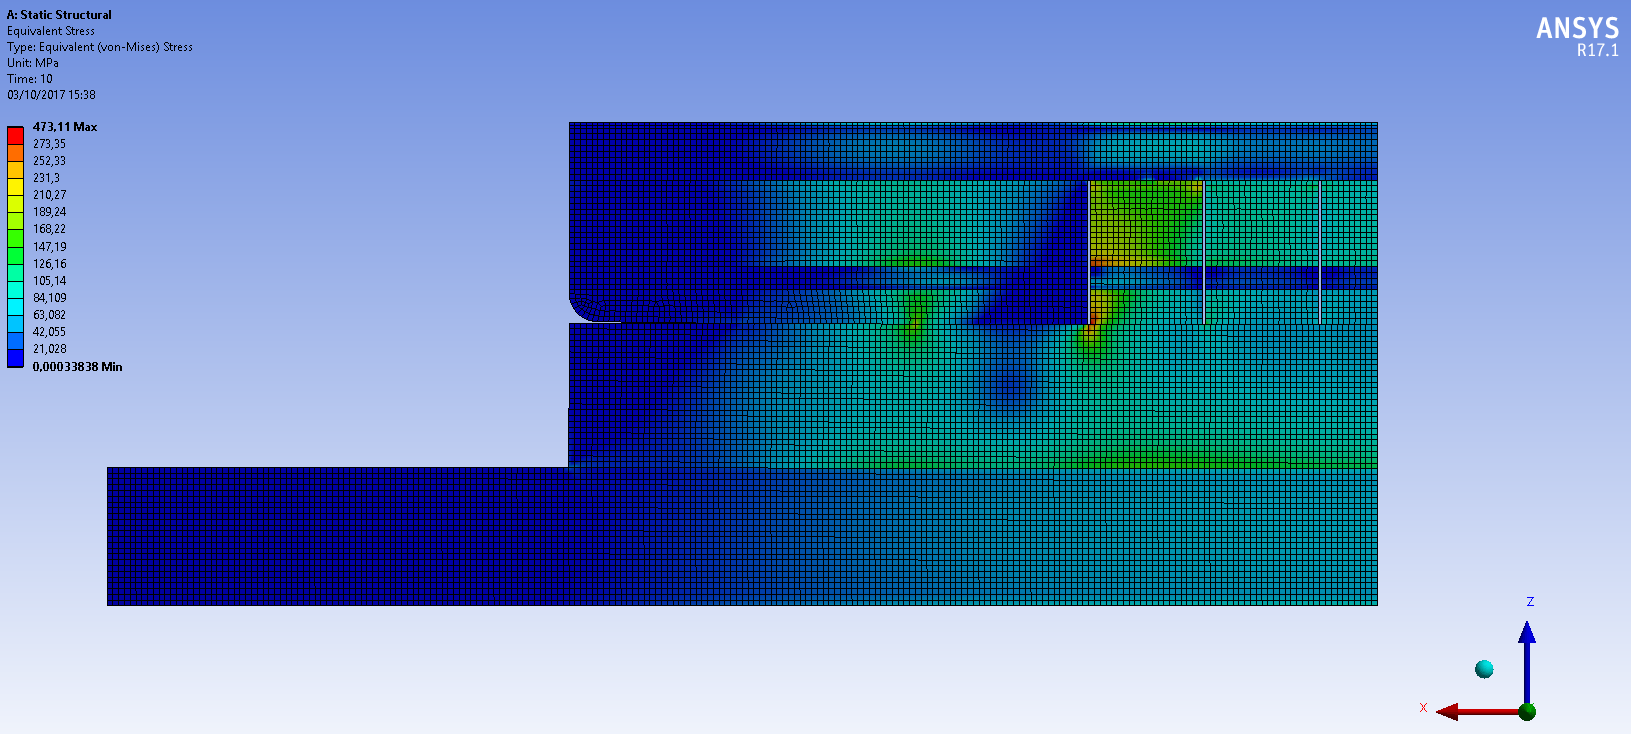 A: Static Structural
Equivalent Stress
Type: Equivalent (von-Mises) Stress
Unit: MPa
Time: 10
03/10/2017 15:38
473,11 Max
273,35
252,33
231,3
210,27
189,24
168,22
147,19
126,16
105,14
84,109
63,082
42,055
21,028
0,00033838 Min
ANSYS
R17.1
Z
X